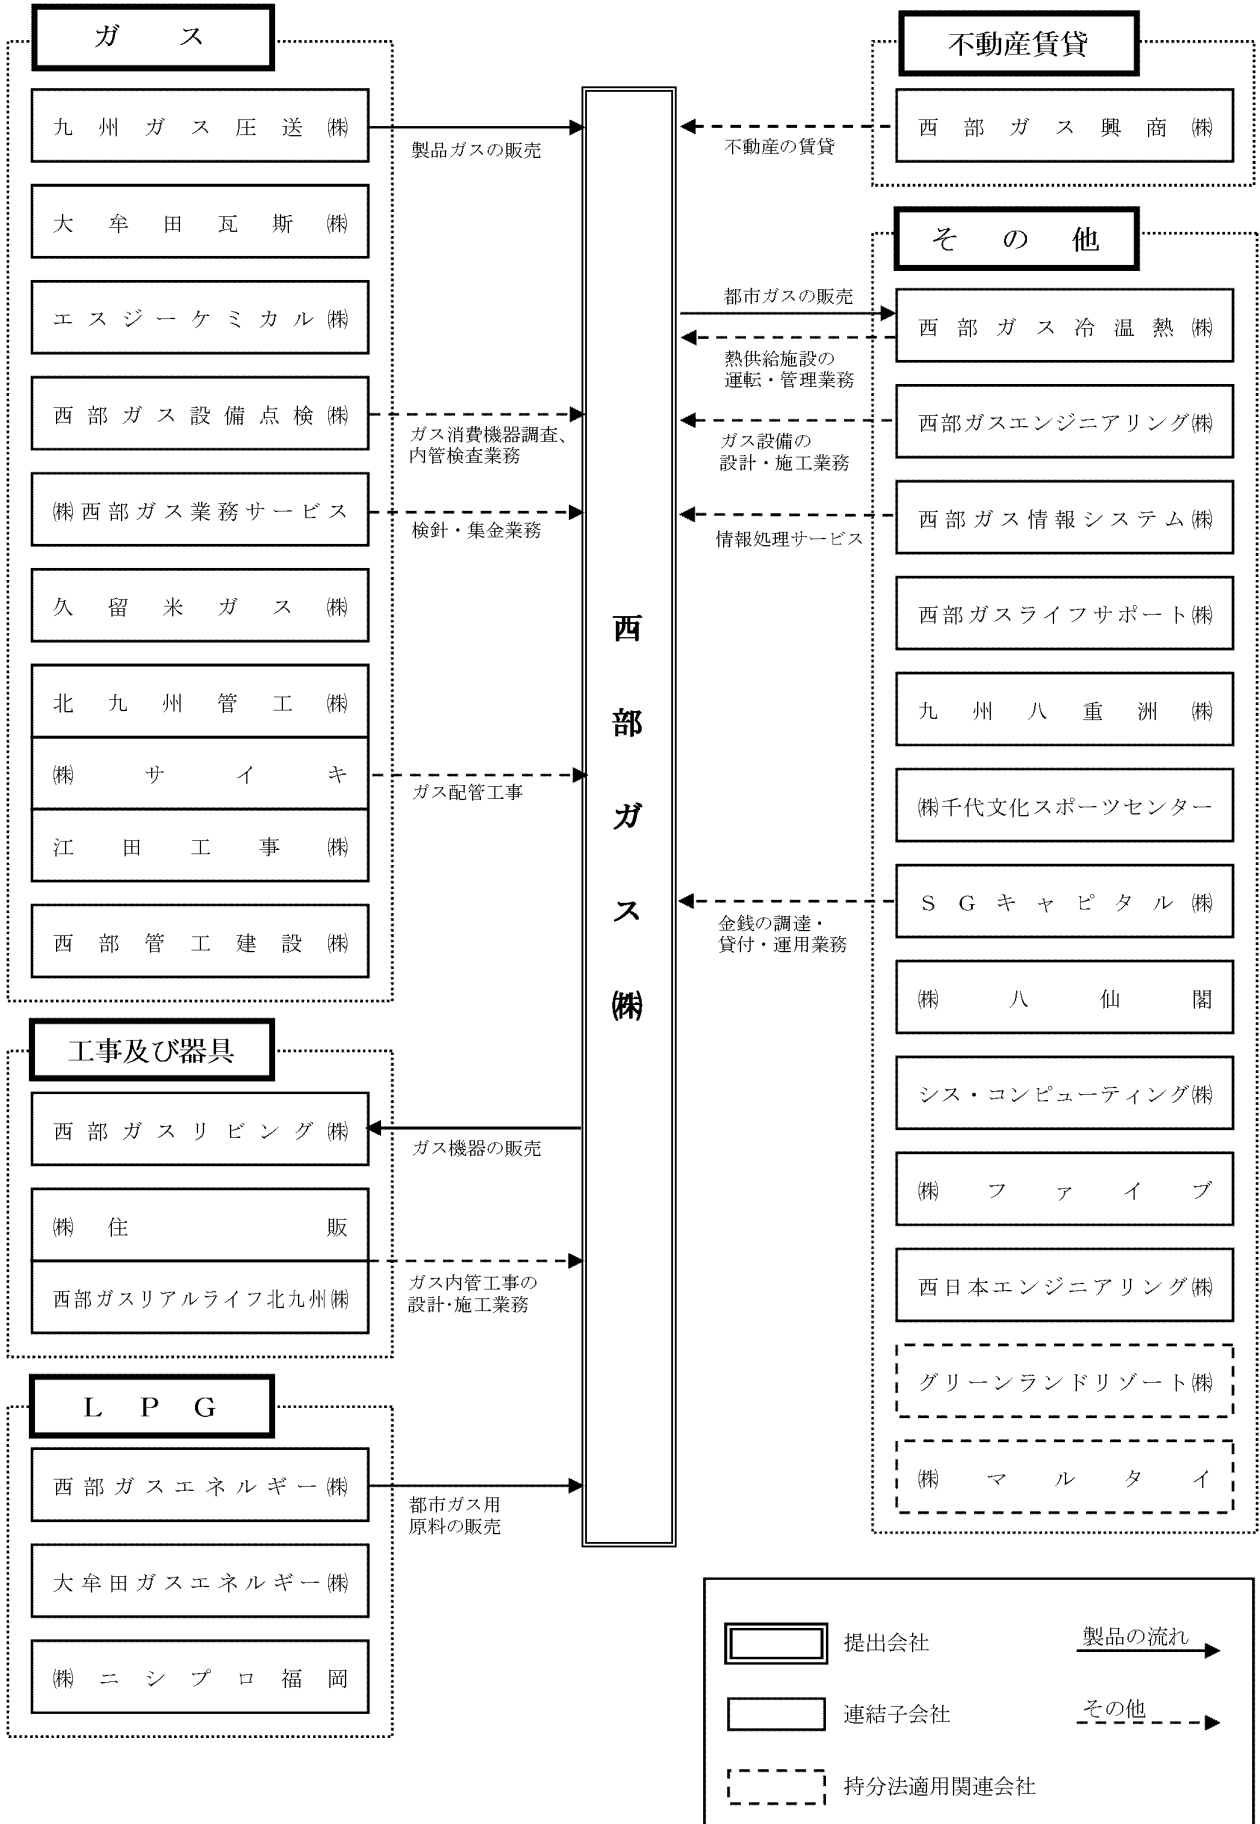 ガス
九州ガス圧送㈱
製品ガスの販売
大牟田瓦斯㈱
エスジーケミカル㈱
西部ガス設備点検㈱
ガス消費機器調査、
内管検査業務
㈱西部ガス業務サービス
検針・集金業務
久留米ガス㈱
北九州管工㈱
㈱サイキ
ガス配管工事
江田工事㈱
西部管工建設㈱
工事及び器具
西部ガスリビング㈱
ガス機器の販売
㈱住販
西部ガスリアルライフ北九州㈱
ガス内管工事の
設計・施工業務
LPG
西部ガスエネルギー㈱
都市ガス用
原料の販売
大牟田ガスエネルギー㈱
㈱ニシプロ福岡
西部ガス㈱
不動産賃貸
西部ガス興商㈱
不動産の賃貸
その他
都市ガスの販売
西部ガス冷温熱㈱
熱供給施設の
運転・管理業務
西部ガスエンジニアリング㈱
ガス設備の
設計・施工業務
西部ガス情報システム㈱
情報処理サービス
西部ガスライフサポート㈱
九州八重洲㈱
㈱千代文化スポーツセンター
SGキャピタル㈱
金銭の調達・
貸付・運用業務
㈱八仙閣
シス・コンピューティング㈱
㈱ファイブ
西日本エンジニアリング㈱
グリーンランドリゾート㈱
㈱マルタイ
提出会社
製品の流れ
連結子会社
その他
持分法適用関連会社